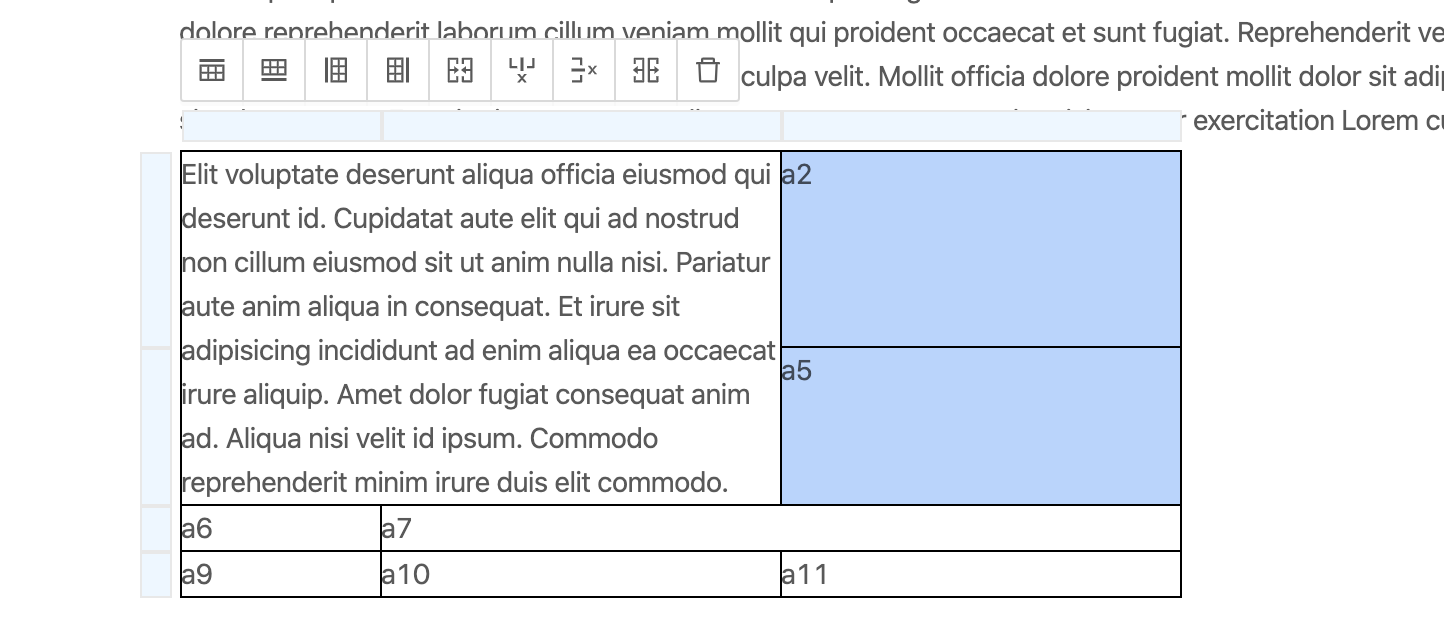 dolore reprehenderit laborum cillum veniam mollit qui proident occaecat et sunt fugiat. Reprehenderit ve
culpa velit. Mollit officia dolore proident mollit dolor sit adip
exercitation Lorem cu
Elit voluptate deserunt aliqua officia eiusmod qui
deserunt id. Cupidatat aute elit qui ad nostrud
non cillum eiusmod sit ut anim nulla nisi. Pariatur
aute anim aliqua in consequat. Et irure sit
adipisicing incididunt ad enim aliqua ea occaecat
irure aliquip. Amet dolor fugiat consequat anim
ad. Aliqua nisi velit id ipsum. Commodo
reprehenderit minim irure duis elit commodo.
a2
a5
a6
a7
a9
a10
a11